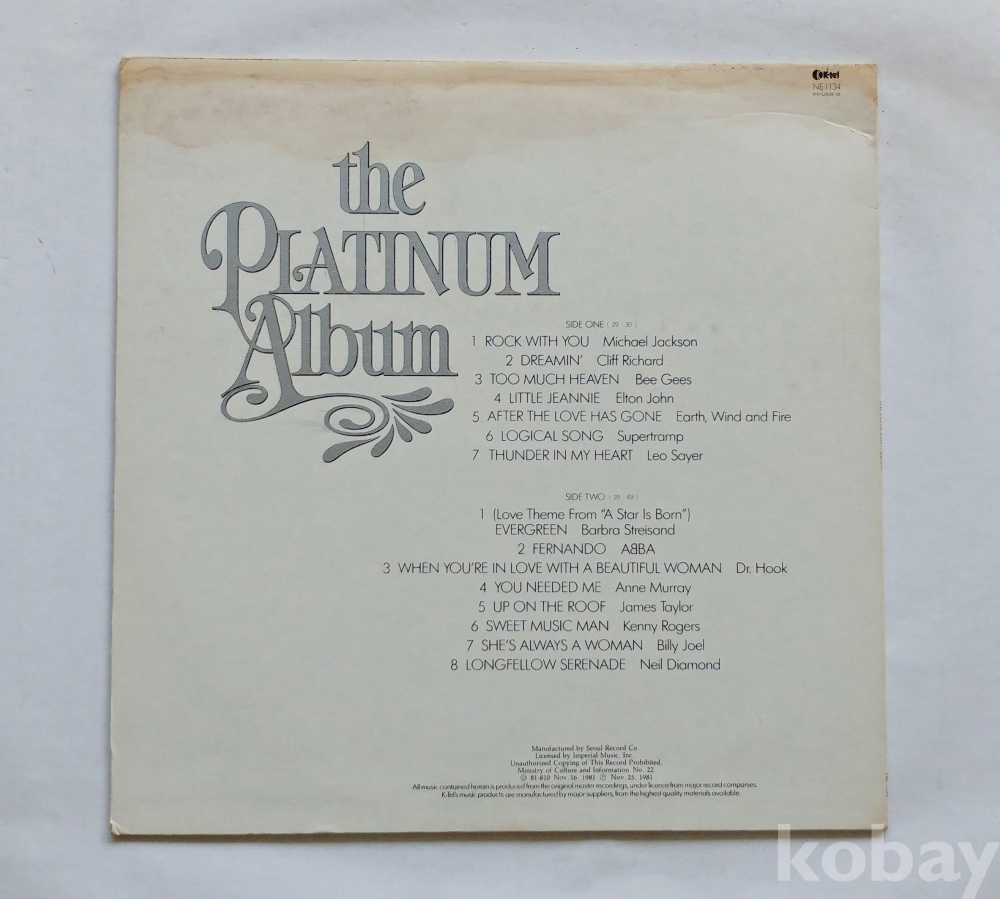 K-tel
NE 1134
the
PLATINUM
Album
SIDE ONE ( 29 : 30 )
1 ROCK WITH YOU Michael Jackson
2 DREAMIN' Cliff Richard
3 TOO MUCH HEAVEN Bee Gees
4 LITTLE JEANNIE Elton John
5 AFTER THE LOVE HAS GONE Earth, Wind and Fire
6 LOGICAL SONG Supertramp
7 THUNDER IN MY HEART Leo Sayer
SIDE TWO ( 29 : 49 )
1 (Love Theme From "A Star Is Born")
EVERGREEN Barbra Streisand
2 FERNANDO ABBA
3 WHEN YOU'RE IN LOVE WITH A BEAUTIFUL WOMAN Dr. Hook
4 YOU NEEDED ME Anne Murray
5 UP ON THE ROOF James Taylor
6 SWEET MUSIC MAN Kenny Rogers
7 SHE'S ALWAYS A WOMAN Billy Joel
8 LONGFELLOW SERENADE Neil Diamond
Manufactured by Seoul Record Co.
Licensed by Imperial Music, Inc.
Unauthorized Copying of This Record Prohibited.
Ministry of Culture and Information No. 22
Ⓒ 81-810 Nov. 16, 1981 Ⓟ Nov. 25, 1981
All music contained herein is produced from the original master recordings, under licence from major record companies.
K-Tel's music products are manufactured by major suppliers, from the highest quality materials available.
kobay